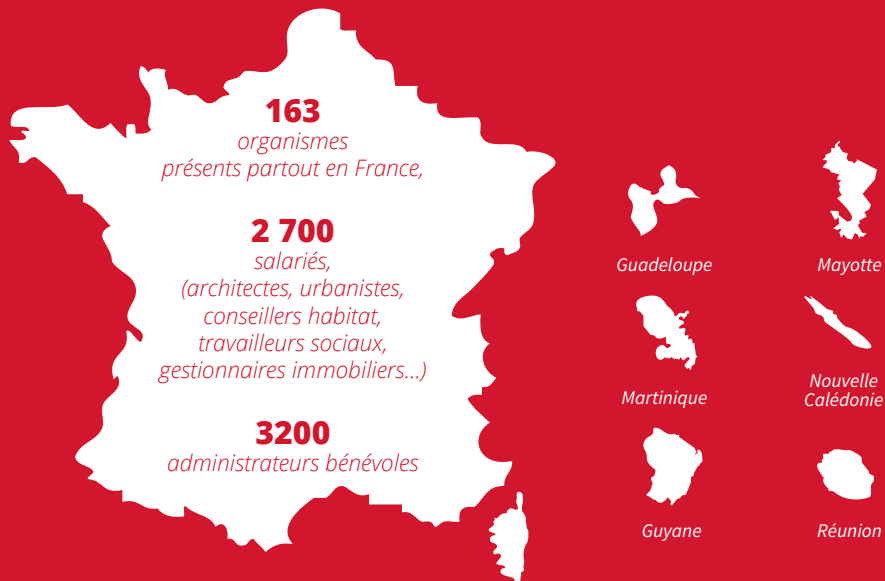 163
organismes
présents partout en France,
2 700
salariés,
(architectes, urbanistes,
conseillers habitat,
travailleurs sociaux,
gestionnaires immobiliers...)
3200
administrateurs bénévoles
Guadeloupe
Mayotte
Martinique
Nouvelle
Calédonie
Guyane
Réunion